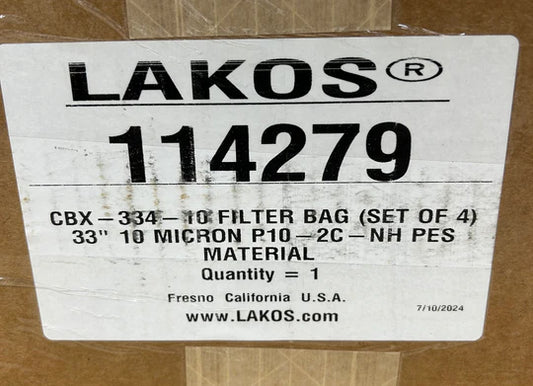 LAKOS®
114279
CBX-334-10 FILTER BAG (SET OF 4)
33" 10 MICRON P10-2C-NH PES
MATERIAL
Quantity = 1
Fresno California U.S.A.
www.LAKOS.com
7/10/2024